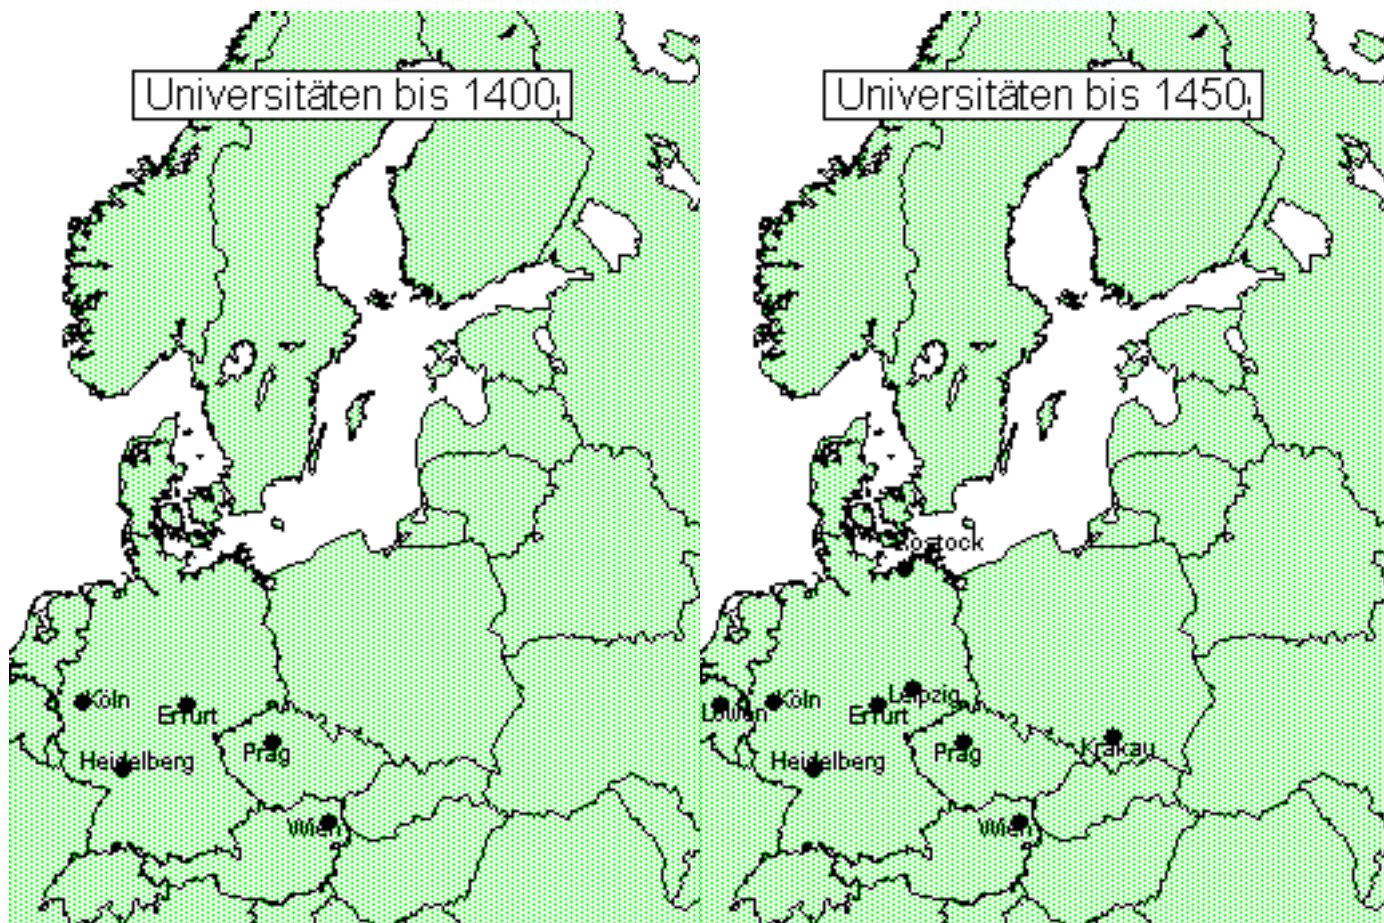 Universitäten bis 1400
Köln
Erfurt
Prag
Heidelberg
Wien
Universitäten bis 1450
Rostock
Löwen
Köln
Leipzig
Erfurt
Prag
Krakau
Heidelberg
Wien